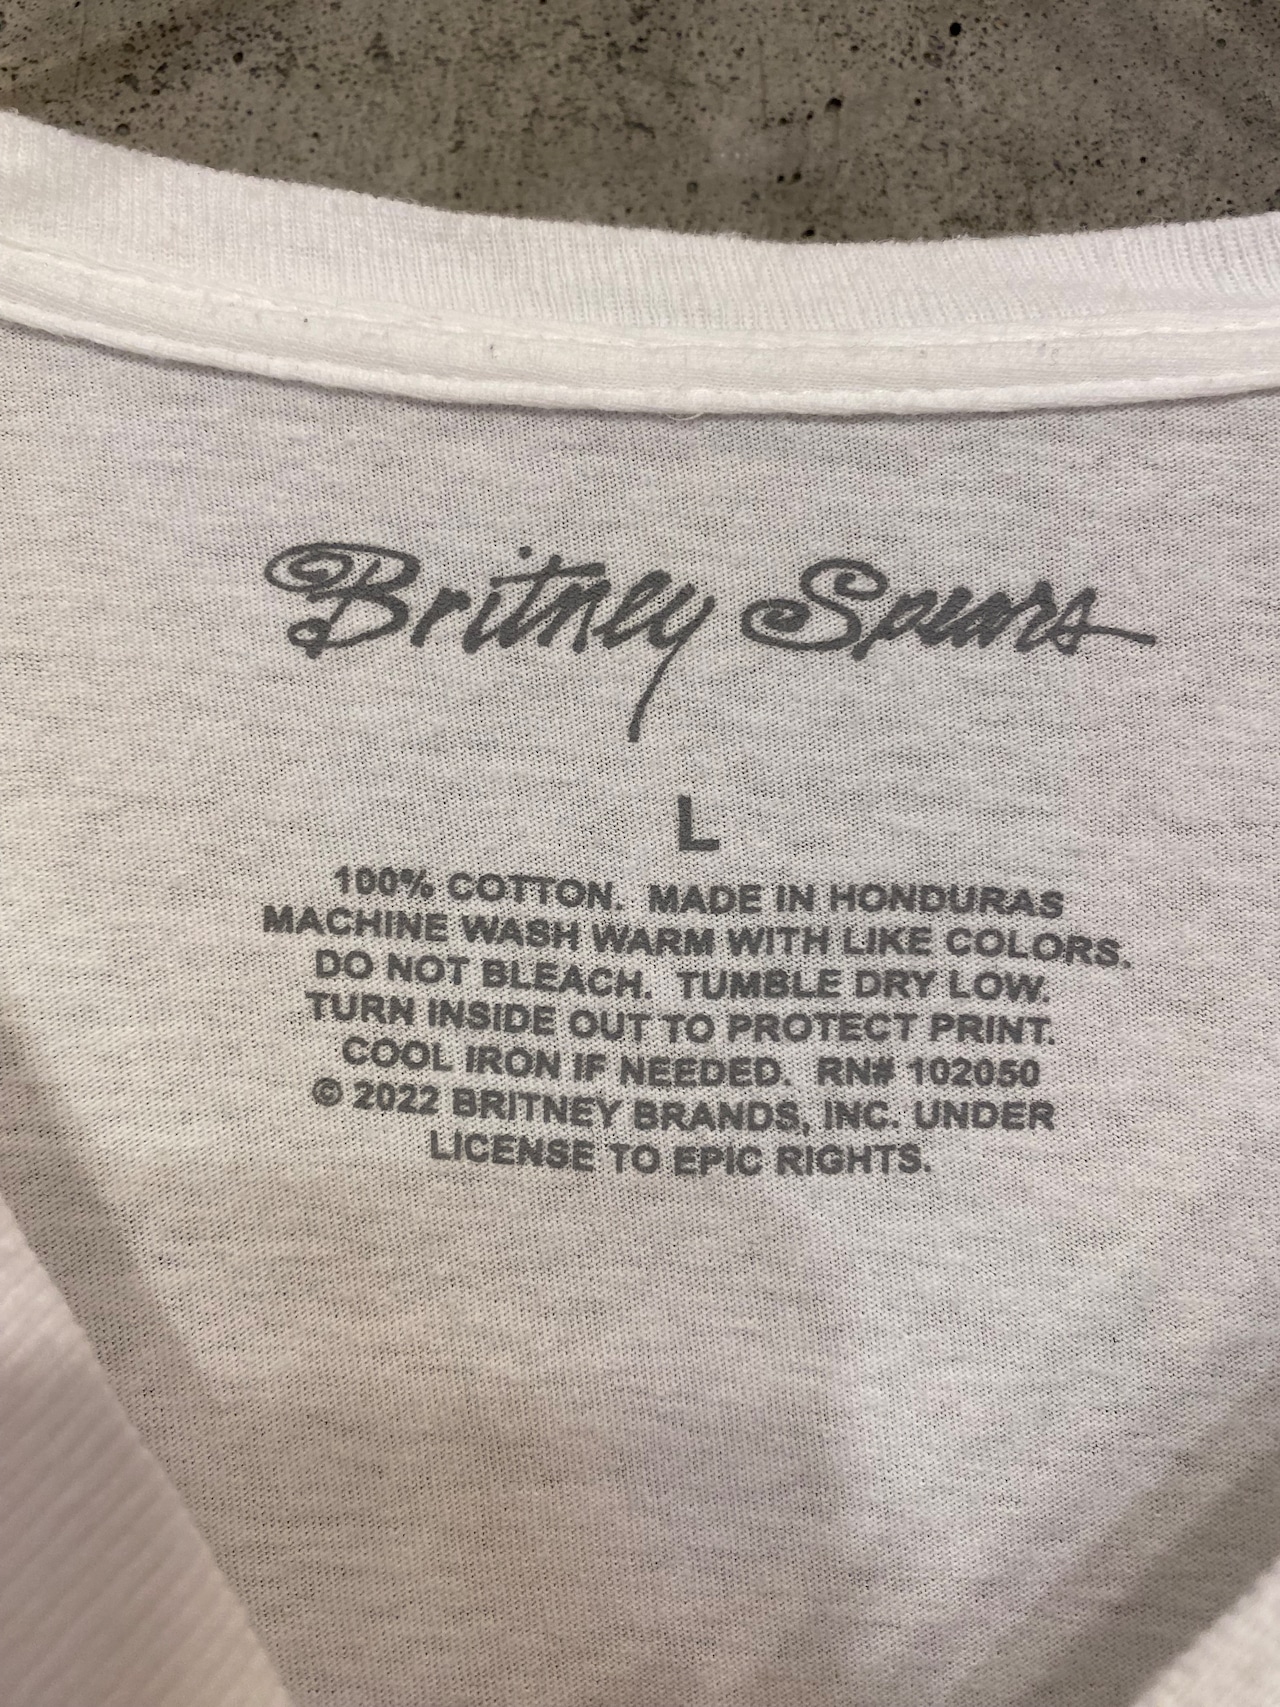 Britney Spears
L
100% COTTON. MADE IN HONDURAS
MACHINE WASH WARM WITH LIKE COLORS.
DO NOT BLEACH. TUMBLE DRY LOW.
TURN INSIDE OUT TO PROTECT PRINT.
COOL IRON IF NEEDED. RN# 102050
© 2022 BRITNEY BRANDS, INC. UNDER
LICENSE TO EPIC RIGHTS.